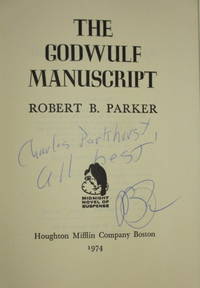 THE
GODWULF
MANUSCRIPT
ROBERT B. PARKER
Charles Parkhurst,
all best,
MIDNIGHT
NOVEL OF
SUSPENSE
Houghton Mifflin Company Boston
1974